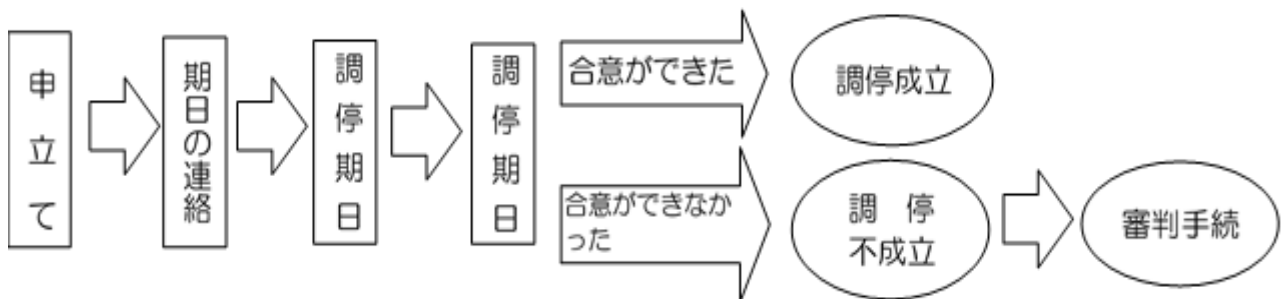 申立て
期日の連絡
調停期日
調停期日
合意ができた
調停成立
合意ができなか
った
調　停
不成立
審判手続